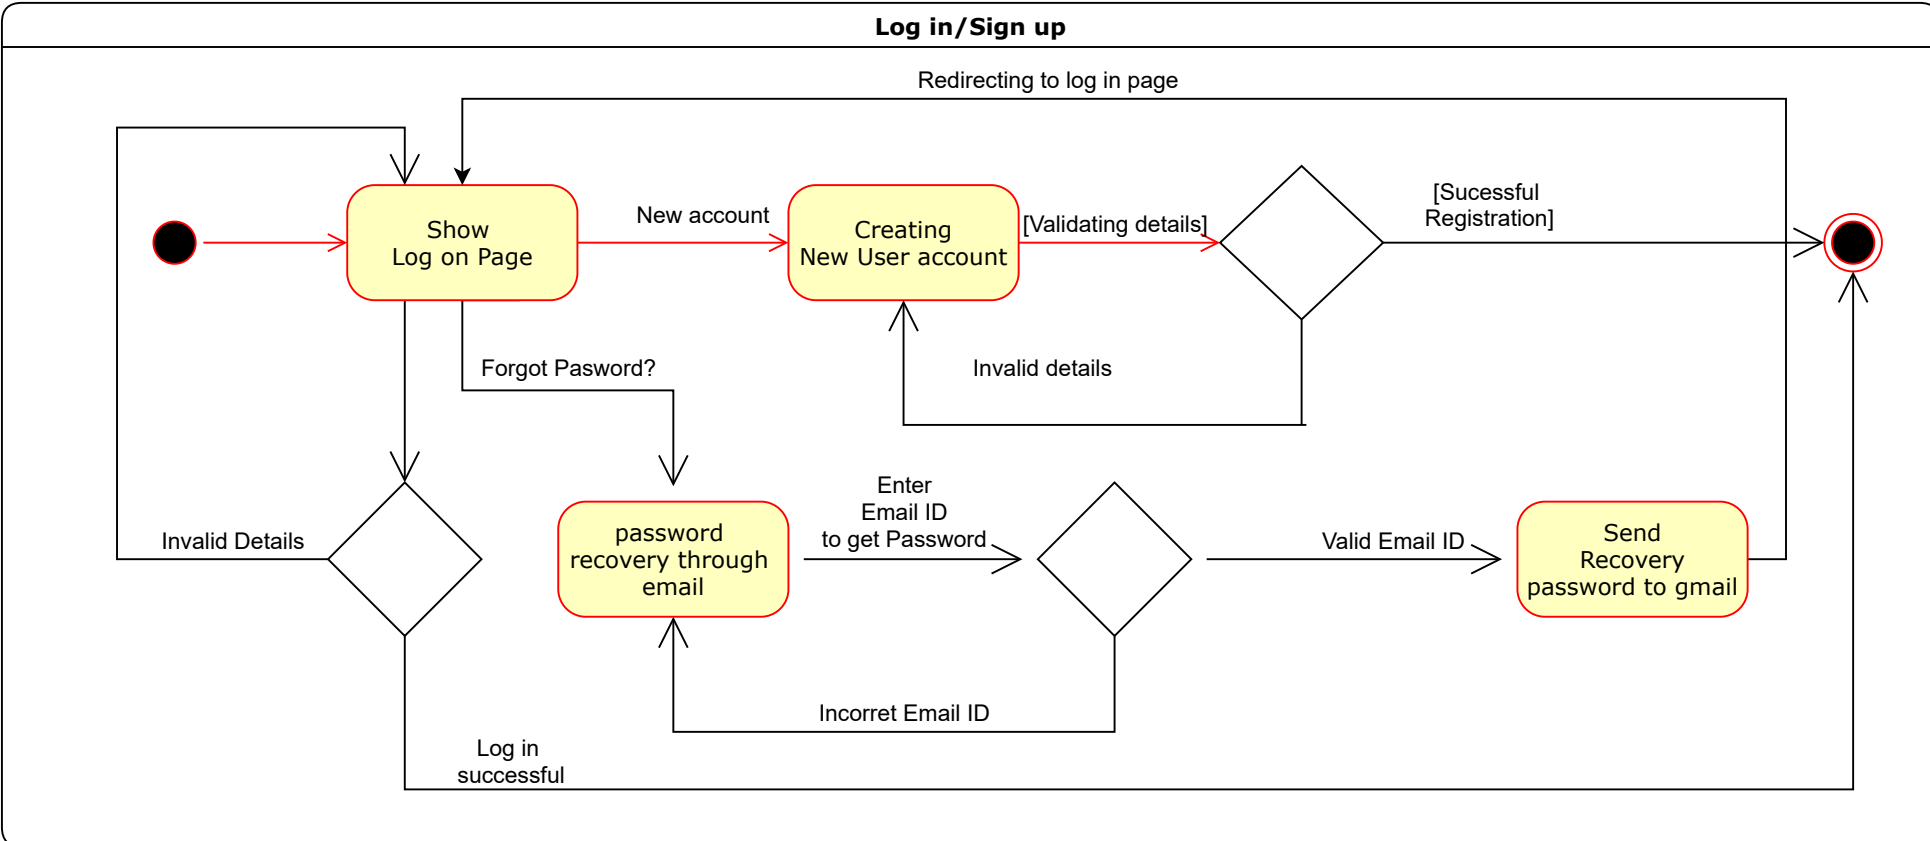 Log in/Sign up
Redirecting to log in page
Show
Log on Page
New account
Creating
New User account
[Validating details]
[Sucessful
Registration]
Forgot Pasword?
Invalid details
Invalid Details
password
recovery through
email
Enter
Email ID
to get Password
Valid Email ID
Send
Recovery
password to gmail
Incorret Email ID
Log in
successful